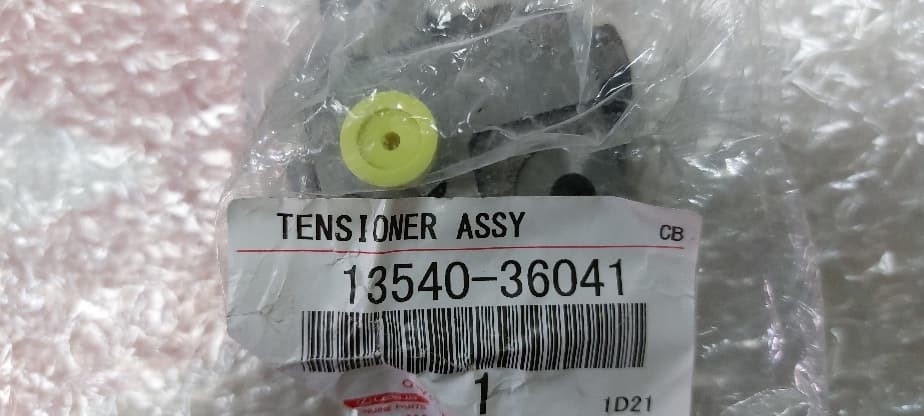 TENSIONER ASSY
CB
13540-36041
1
1D21